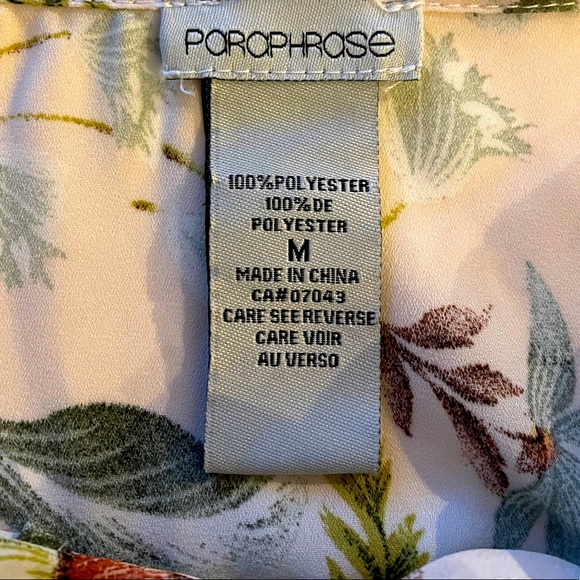 PARAPHRASE
100%POLYESTER
100%DE
POLYESTER
M
MADE IN CHINA
CA#07043
CARE SEE REVERSE
CARE VOIR
AU VERSO